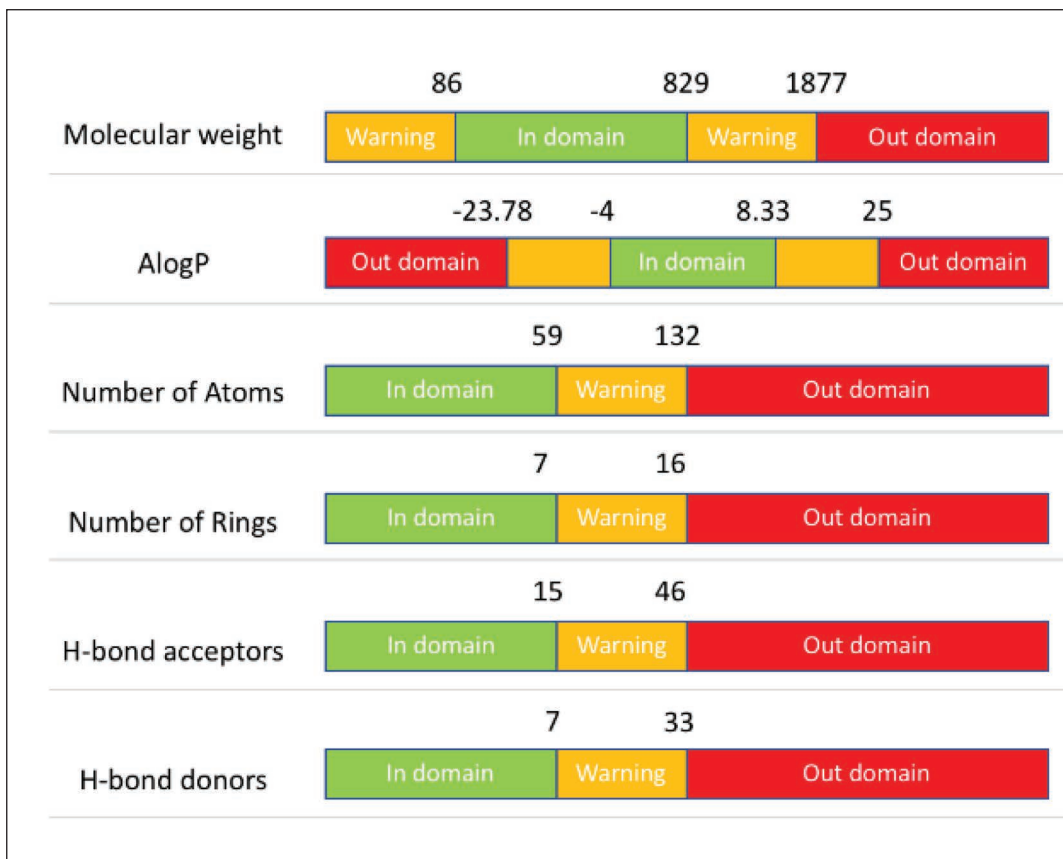 86 829 1877
Molecular weight Warning In domain Warning Out domain
-23.78 -4 8.33 25
AlogP Out domain In domain Out domain
59 132
Number of Atoms In domain Warning Out domain
7 16
Number of Rings In domain Warning Out domain
15 46
H-bond acceptors In domain Warning Out domain
7 33
H-bond donors In domain Warning Out domain